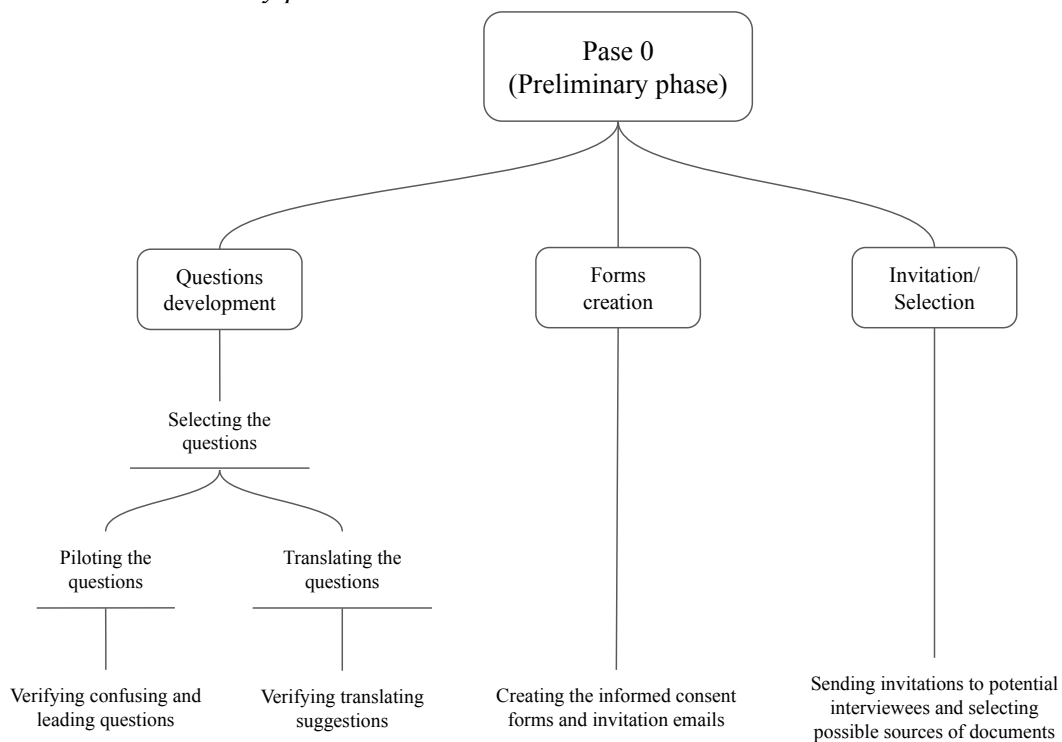 Pase 0
(Preliminary phase)
Questions
development
Forms
creation
Invitation/
Selection
Selecting the
questions
Piloting the
questions
Translating the
questions
Verifying confusing and
leading questions
Verifying translating
suggestions
Creating the informed consent
forms and invitation emails
Sending invitations to potential
interviewees and selecting
possible sources of documents